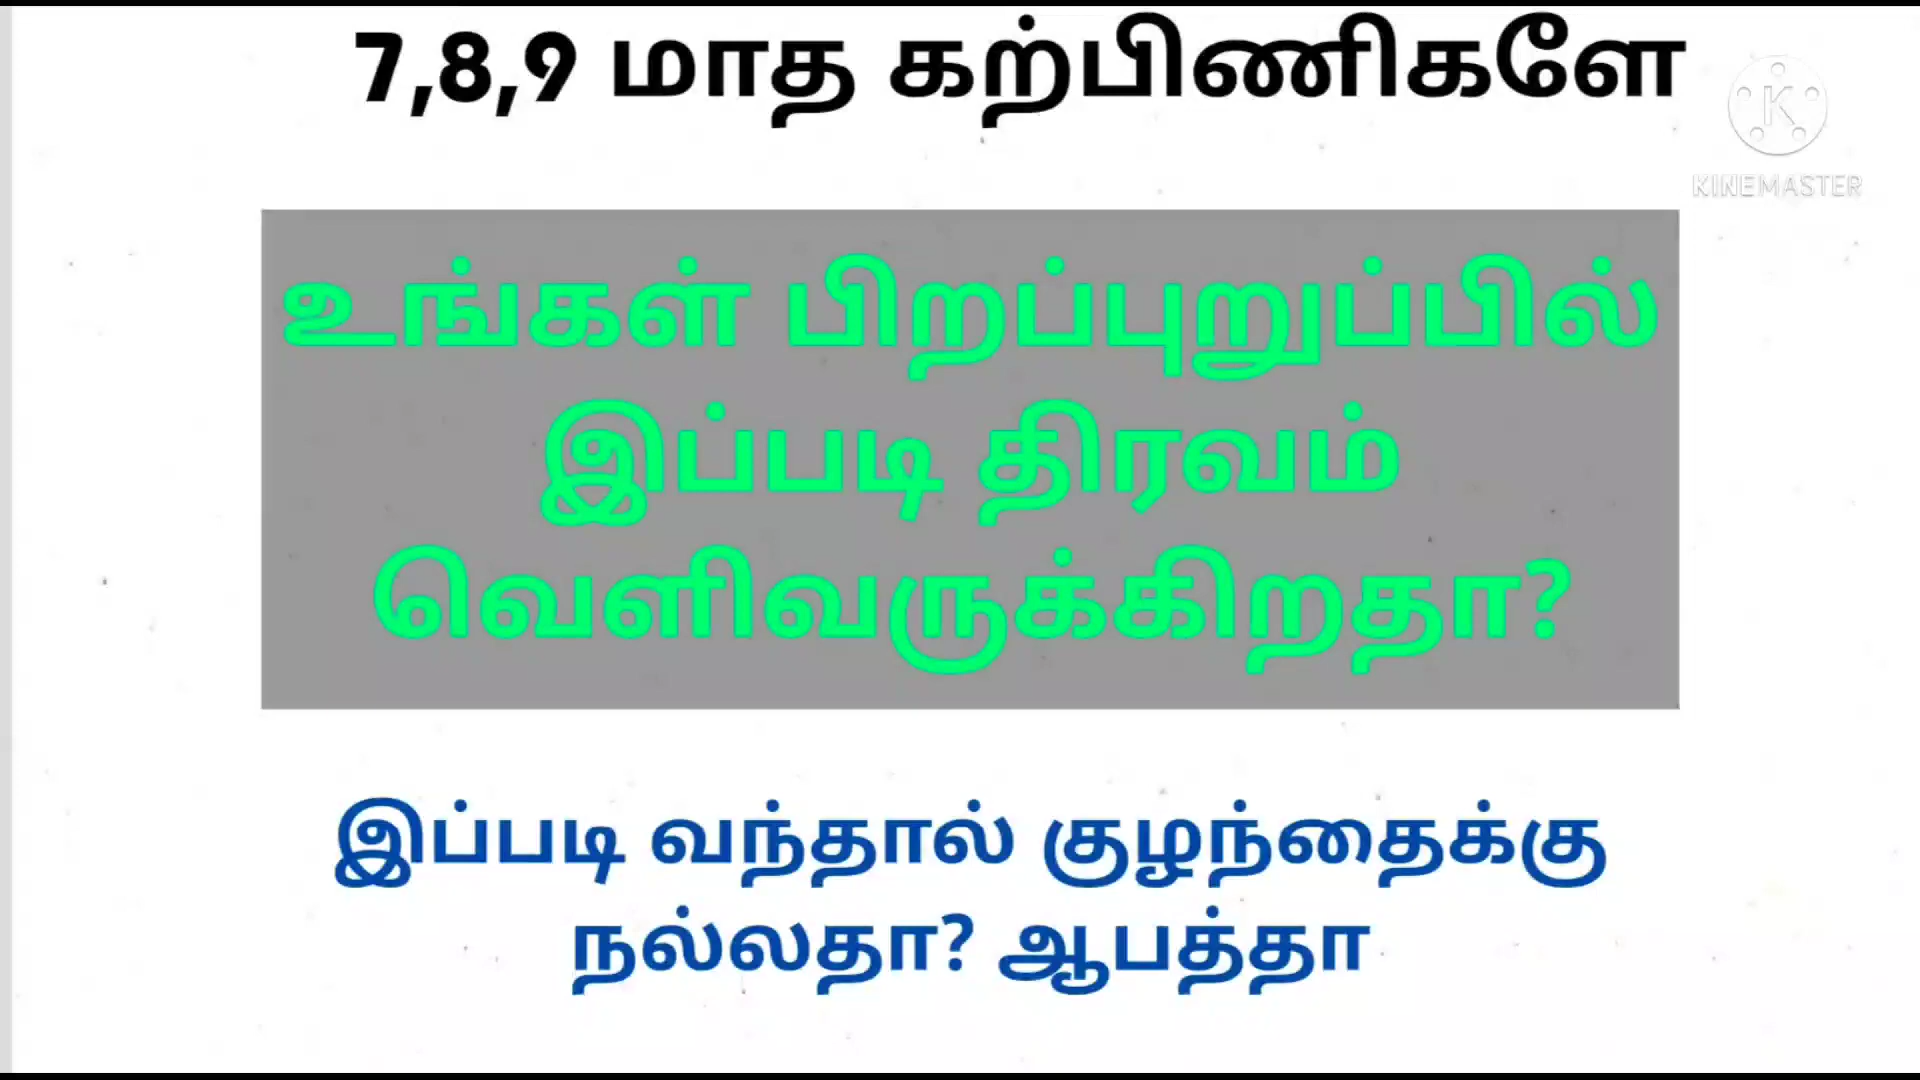 7,8,9 மாத கற்பிணிகளே
KINEMASTER
உங்கள் பிறப்புறுப்பில்
இப்படி திரவம்
வெளிவருக்கிறதா?
இப்படி வந்தால் குழந்தைக்கு
நல்லதா? ஆபத்தா